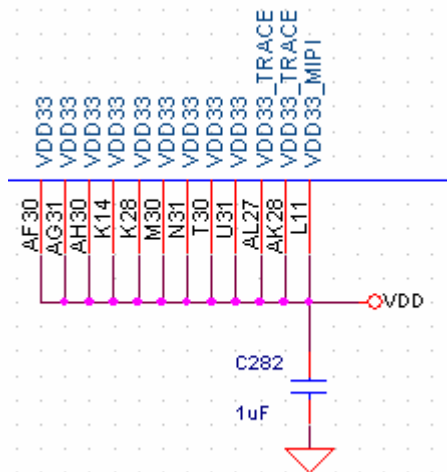 VDD33
VDD33
VDD33
VDD33
VDD33
VDD33
VDD33
VDD33
VDD33
VDD33_TRACE
VDD33_TRACE
VDD33_MIPI
AF30
AG31
AH30
K14
K28
M30
N31
T30
U31
AL27
AK28
L11
VDD
C282
1uF